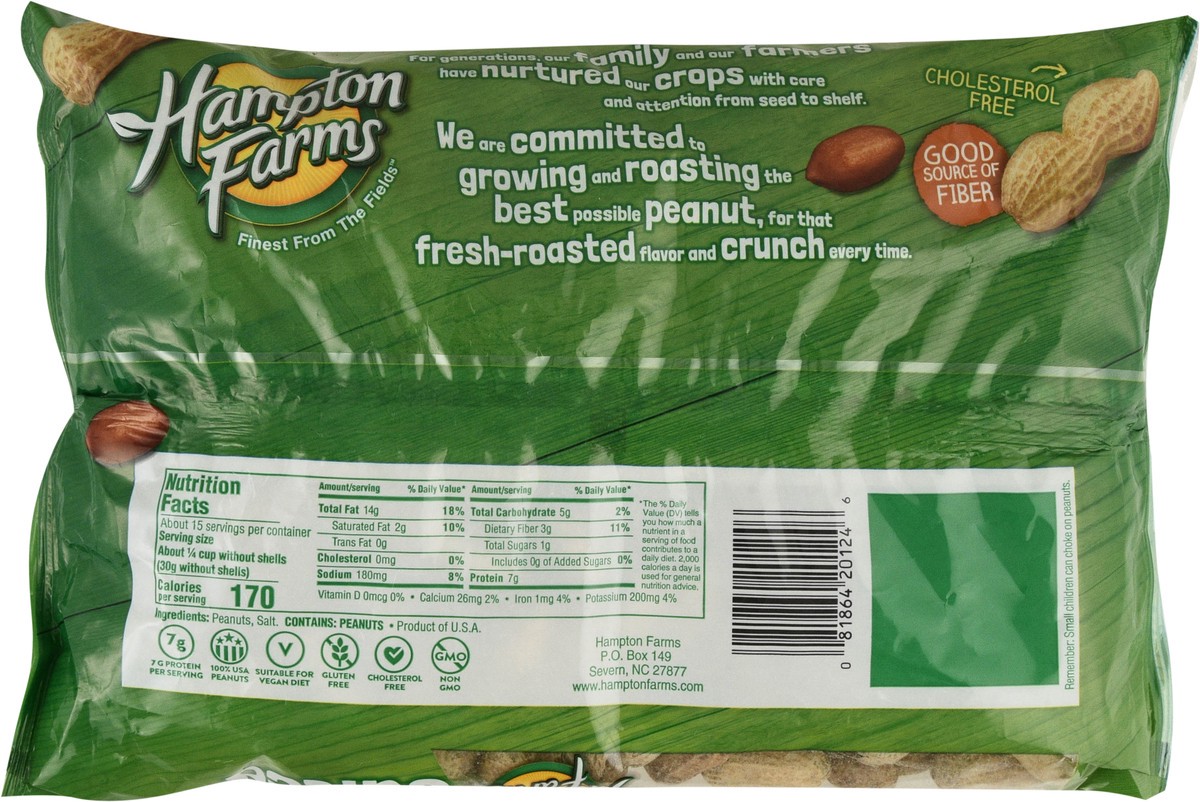 Hampton
Farms
Finest From The Fields™
For generations, our family and our farmers
have nurtured our crops with care
and attention from seed to shelf.
We are committed to
growing and roasting the
best possible peanut, for that
fresh-roasted flavor and crunch every time.
CHOLESTEROL
FREE
GOOD
SOURCE OF
FIBER
Nutrition
Facts
About 15 servings per container
Serving size
About ¼ cup without shells
(30g without shells)
Calories
per serving 170
Amount/serving % Daily Value*
Total Fat 14g 18%
Saturated Fat 2g 10%
Trans Fat 0g
Cholesterol 0mg 0%
Sodium 180mg 8%
Amount/serving % Daily Value*
Total Carbohydrate 5g 2%
Dietary Fiber 3g 11%
Total Sugars 1g
Includes 0g of Added Sugars 0%
Protein 7g
Vitamin D 0mcg 0% • Calcium 26mg 2% • Iron 1mg 4% • Potassium 200mg 4%
*The % Daily
Value (DV) tells
you how much a
nutrient in a
serving of food
contributes to a
daily diet. 2,000
calories a day is
used for general
nutrition advice.
Ingredients: Peanuts, Salt. CONTAINS: PEANUTS • Product of U.S.A.
7g
7 G PROTEIN
PER SERVING
100% USA
PEANUTS
V
SUITABLE FOR
VEGAN DIET
GLUTEN
FREE
CHOLESTEROL
FREE
GMO
NON
GMO
Hampton Farms
P.O. Box 149
Severn, NC 27877
www.hamptonfarms.com
0 81864 20124 6
Remember: Small children can choke on peanuts.